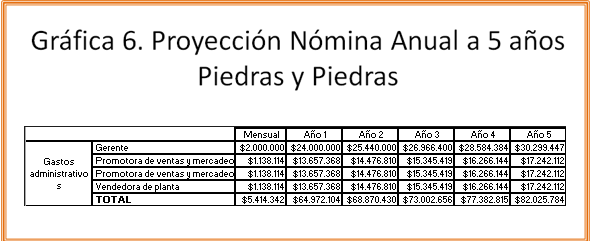 Gráfica 6. Proyección Nómina Anual a 5 años
Piedras y Piedras
Mensual Año 1 Año 2 Año 3 Año 4 Año 5
Gastos administrativos
Gerente $2.000.000 $24.000.000 $25.440.000 $26.966.400 $28.584.384 $30.299.447
Promotora de ventas y mercadeo $1.138.114 $13.657.368 $14.476.810 $15.345.419 $16.266.144 $17.242.112
Promotora de ventas y mercadeo $1.138.114 $13.657.368 $14.476.810 $15.345.419 $16.266.144 $17.242.112
Vendedora de planta $1.138.114 $13.657.368 $14.476.810 $15.345.419 $16.266.144 $17.242.112
TOTAL $5.414.342 $64.972.104 $68.870.430 $73.002.656 $77.382.815 $82.025.784